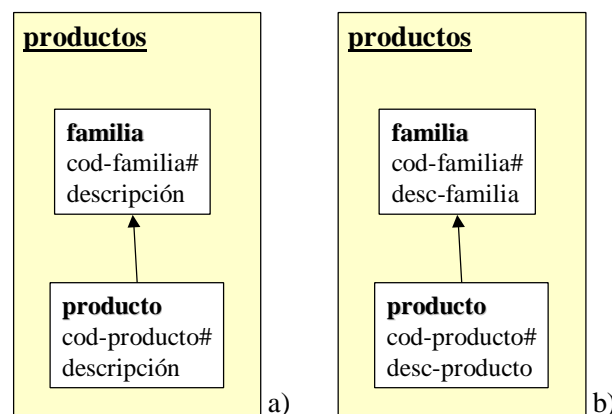 productos
familia
cod-familia#
descripción
producto
cod-producto#
descripción
a)
productos
familia
cod-familia#
desc-familia
producto
cod-producto#
desc-producto
b)